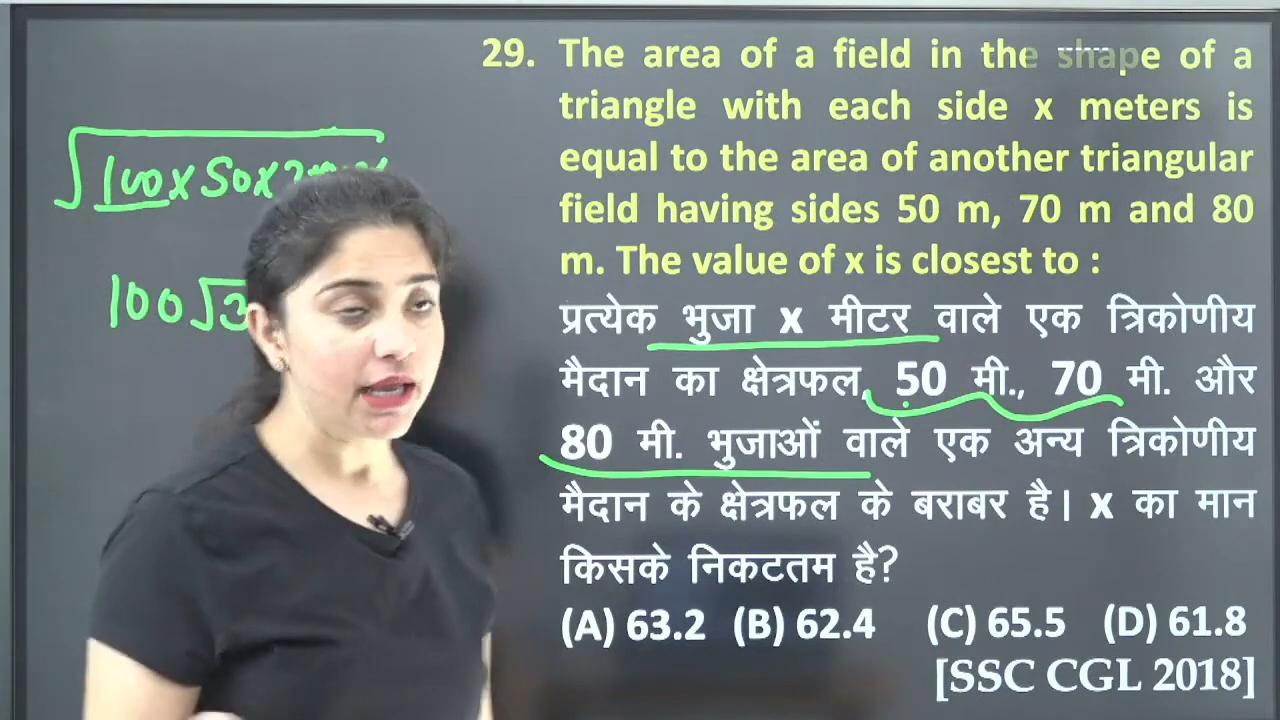 29. The area of a field in the shape of a
triangle with each side x meters is
equal to the area of another triangular
field having sides 50 m, 70 m and 80
m. The value of x is closest to :
प्रत्येक भुजा x मीटर वाले एक त्रिकोणीय
मैदान का क्षेत्रफल, 50 मी., 70 मी. और
80 मी. भुजाओं वाले एक अन्य त्रिकोणीय
मैदान के क्षेत्रफल के बराबर है। x का मान
किसके निकटतम है?
(A) 63.2 (B) 62.4 (C) 65.5 (D) 61.8
[SSC CGL 2018]
√100x50x
100√3